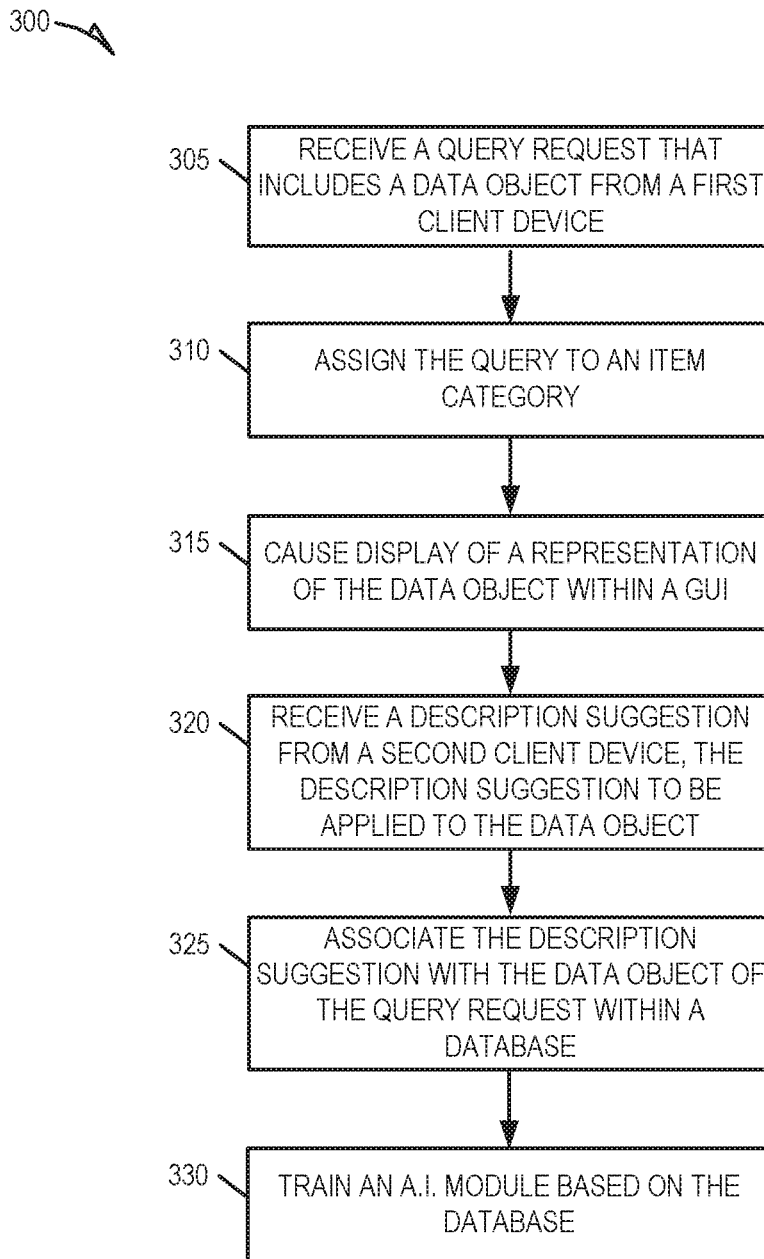 300
305
RECEIVE A QUERY REQUEST THAT
INCLUDES A DATA OBJECT FROM A FIRST
CLIENT DEVICE
310
ASSIGN THE QUERY TO AN ITEM
CATEGORY
315
CAUSE DISPLAY OF A REPRESENTATION
OF THE DATA OBJECT WITHIN A GUI
320
RECEIVE A DESCRIPTION SUGGESTION
FROM A SECOND CLIENT DEVICE, THE
DESCRIPTION SUGGESTION TO BE
APPLIED TO THE DATA OBJECT
325
ASSOCIATE THE DESCRIPTION
SUGGESTION WITH THE DATA OBJECT OF
THE QUERY REQUEST WITHIN A
DATABASE
330
TRAIN AN A.I. MODULE BASED ON THE
DATABASE